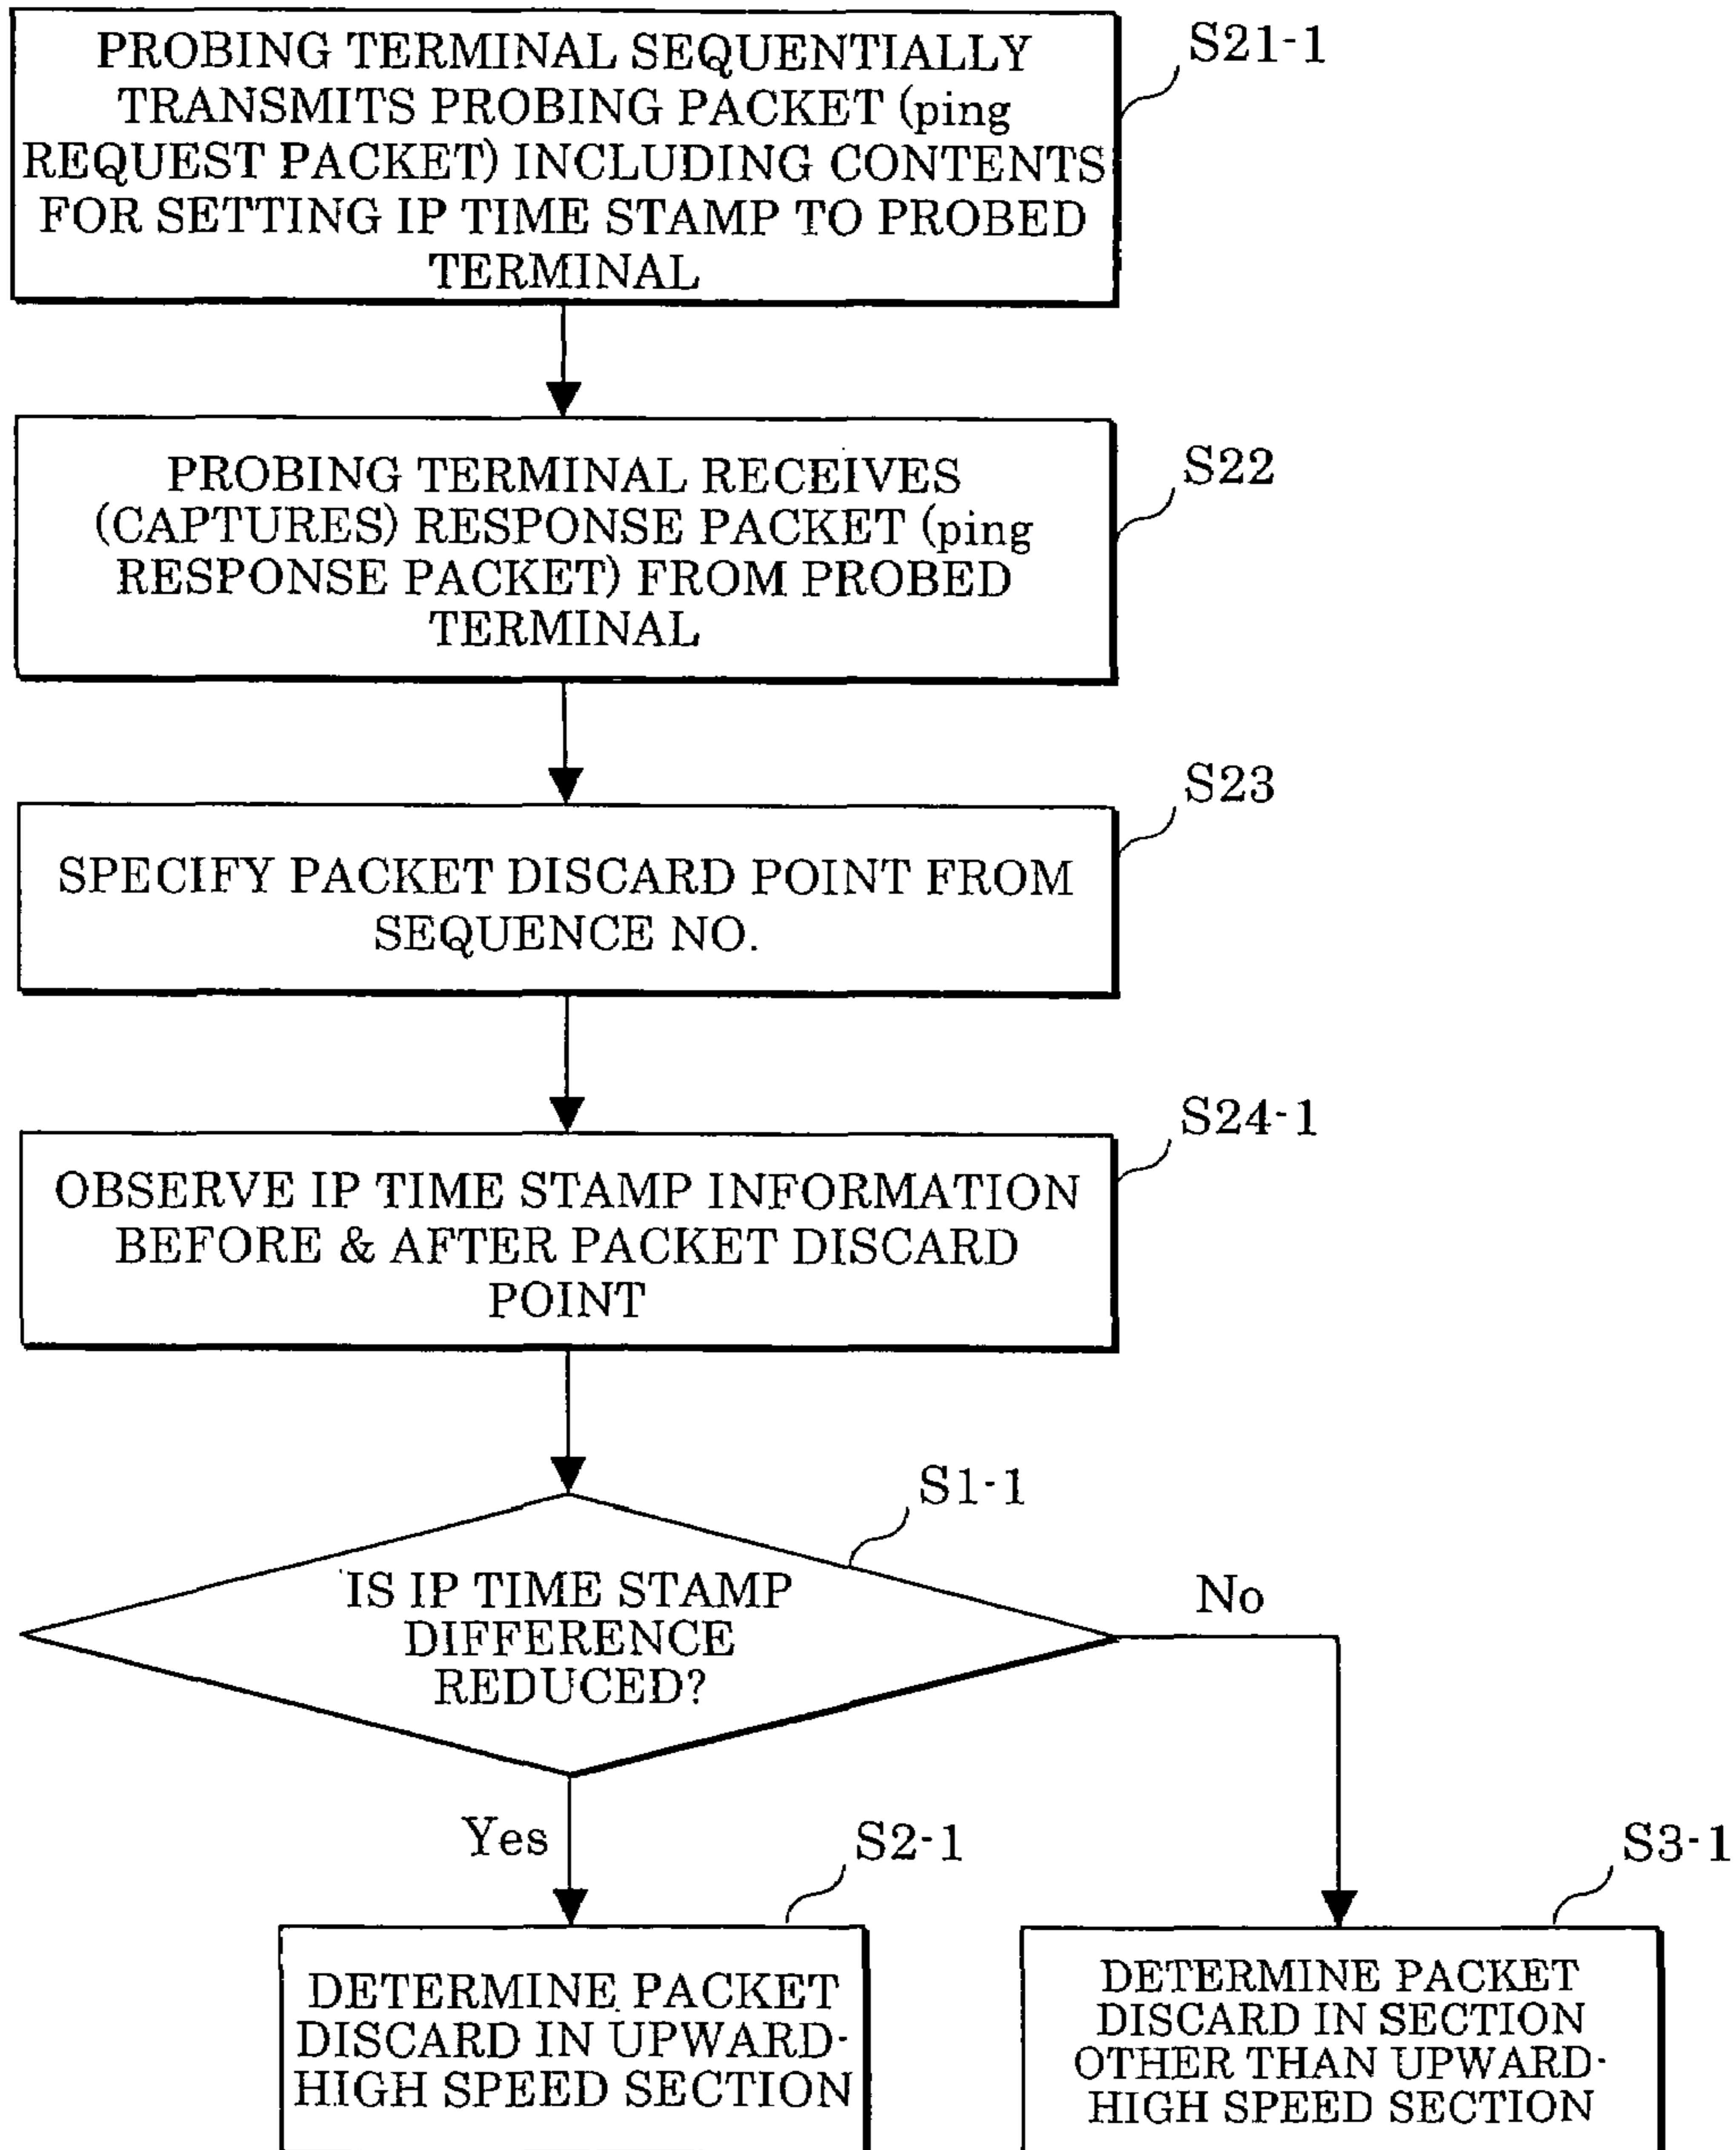 PROBING TERMINAL SEQUENTIALLY
TRANSMITS PROBING PACKET (ping
REQUEST PACKET) INCLUDING CONTENTS
FOR SETTING IP TIME STAMP TO PROBED
TERMINAL
S21-1
PROBING TERMINAL RECEIVES
(CAPTURES) RESPONSE PACKET (ping
RESPONSE PACKET) FROM PROBED
TERMINAL
S22
SPECIFY PACKET DISCARD POINT FROM
SEQUENCE NO.
S23
OBSERVE IP TIME STAMP INFORMATION
BEFORE & AFTER PACKET DISCARD
POINT
S24-1
IS IP TIME STAMP
DIFFERENCE
REDUCED?
S1-1
No
Yes
S2-1
DETERMINE PACKET
DISCARD IN UPWARD-
HIGH SPEED SECTION
S3-1
DETERMINE PACKET
DISCARD IN SECTION
OTHER THAN UPWARD-
HIGH SPEED SECTION